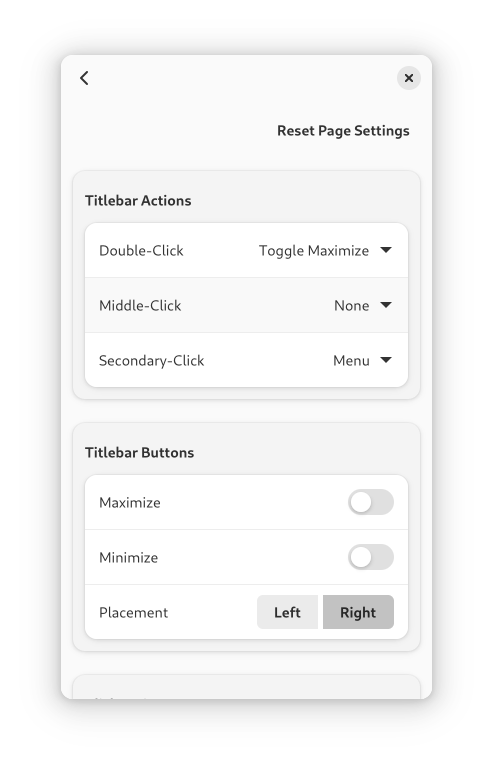 Reset Page Settings
Titlebar Actions
Double-Click Toggle Maximize
Middle-Click None
Secondary-Click Menu
Titlebar Buttons
Maximize
Minimize
Placement Left Right